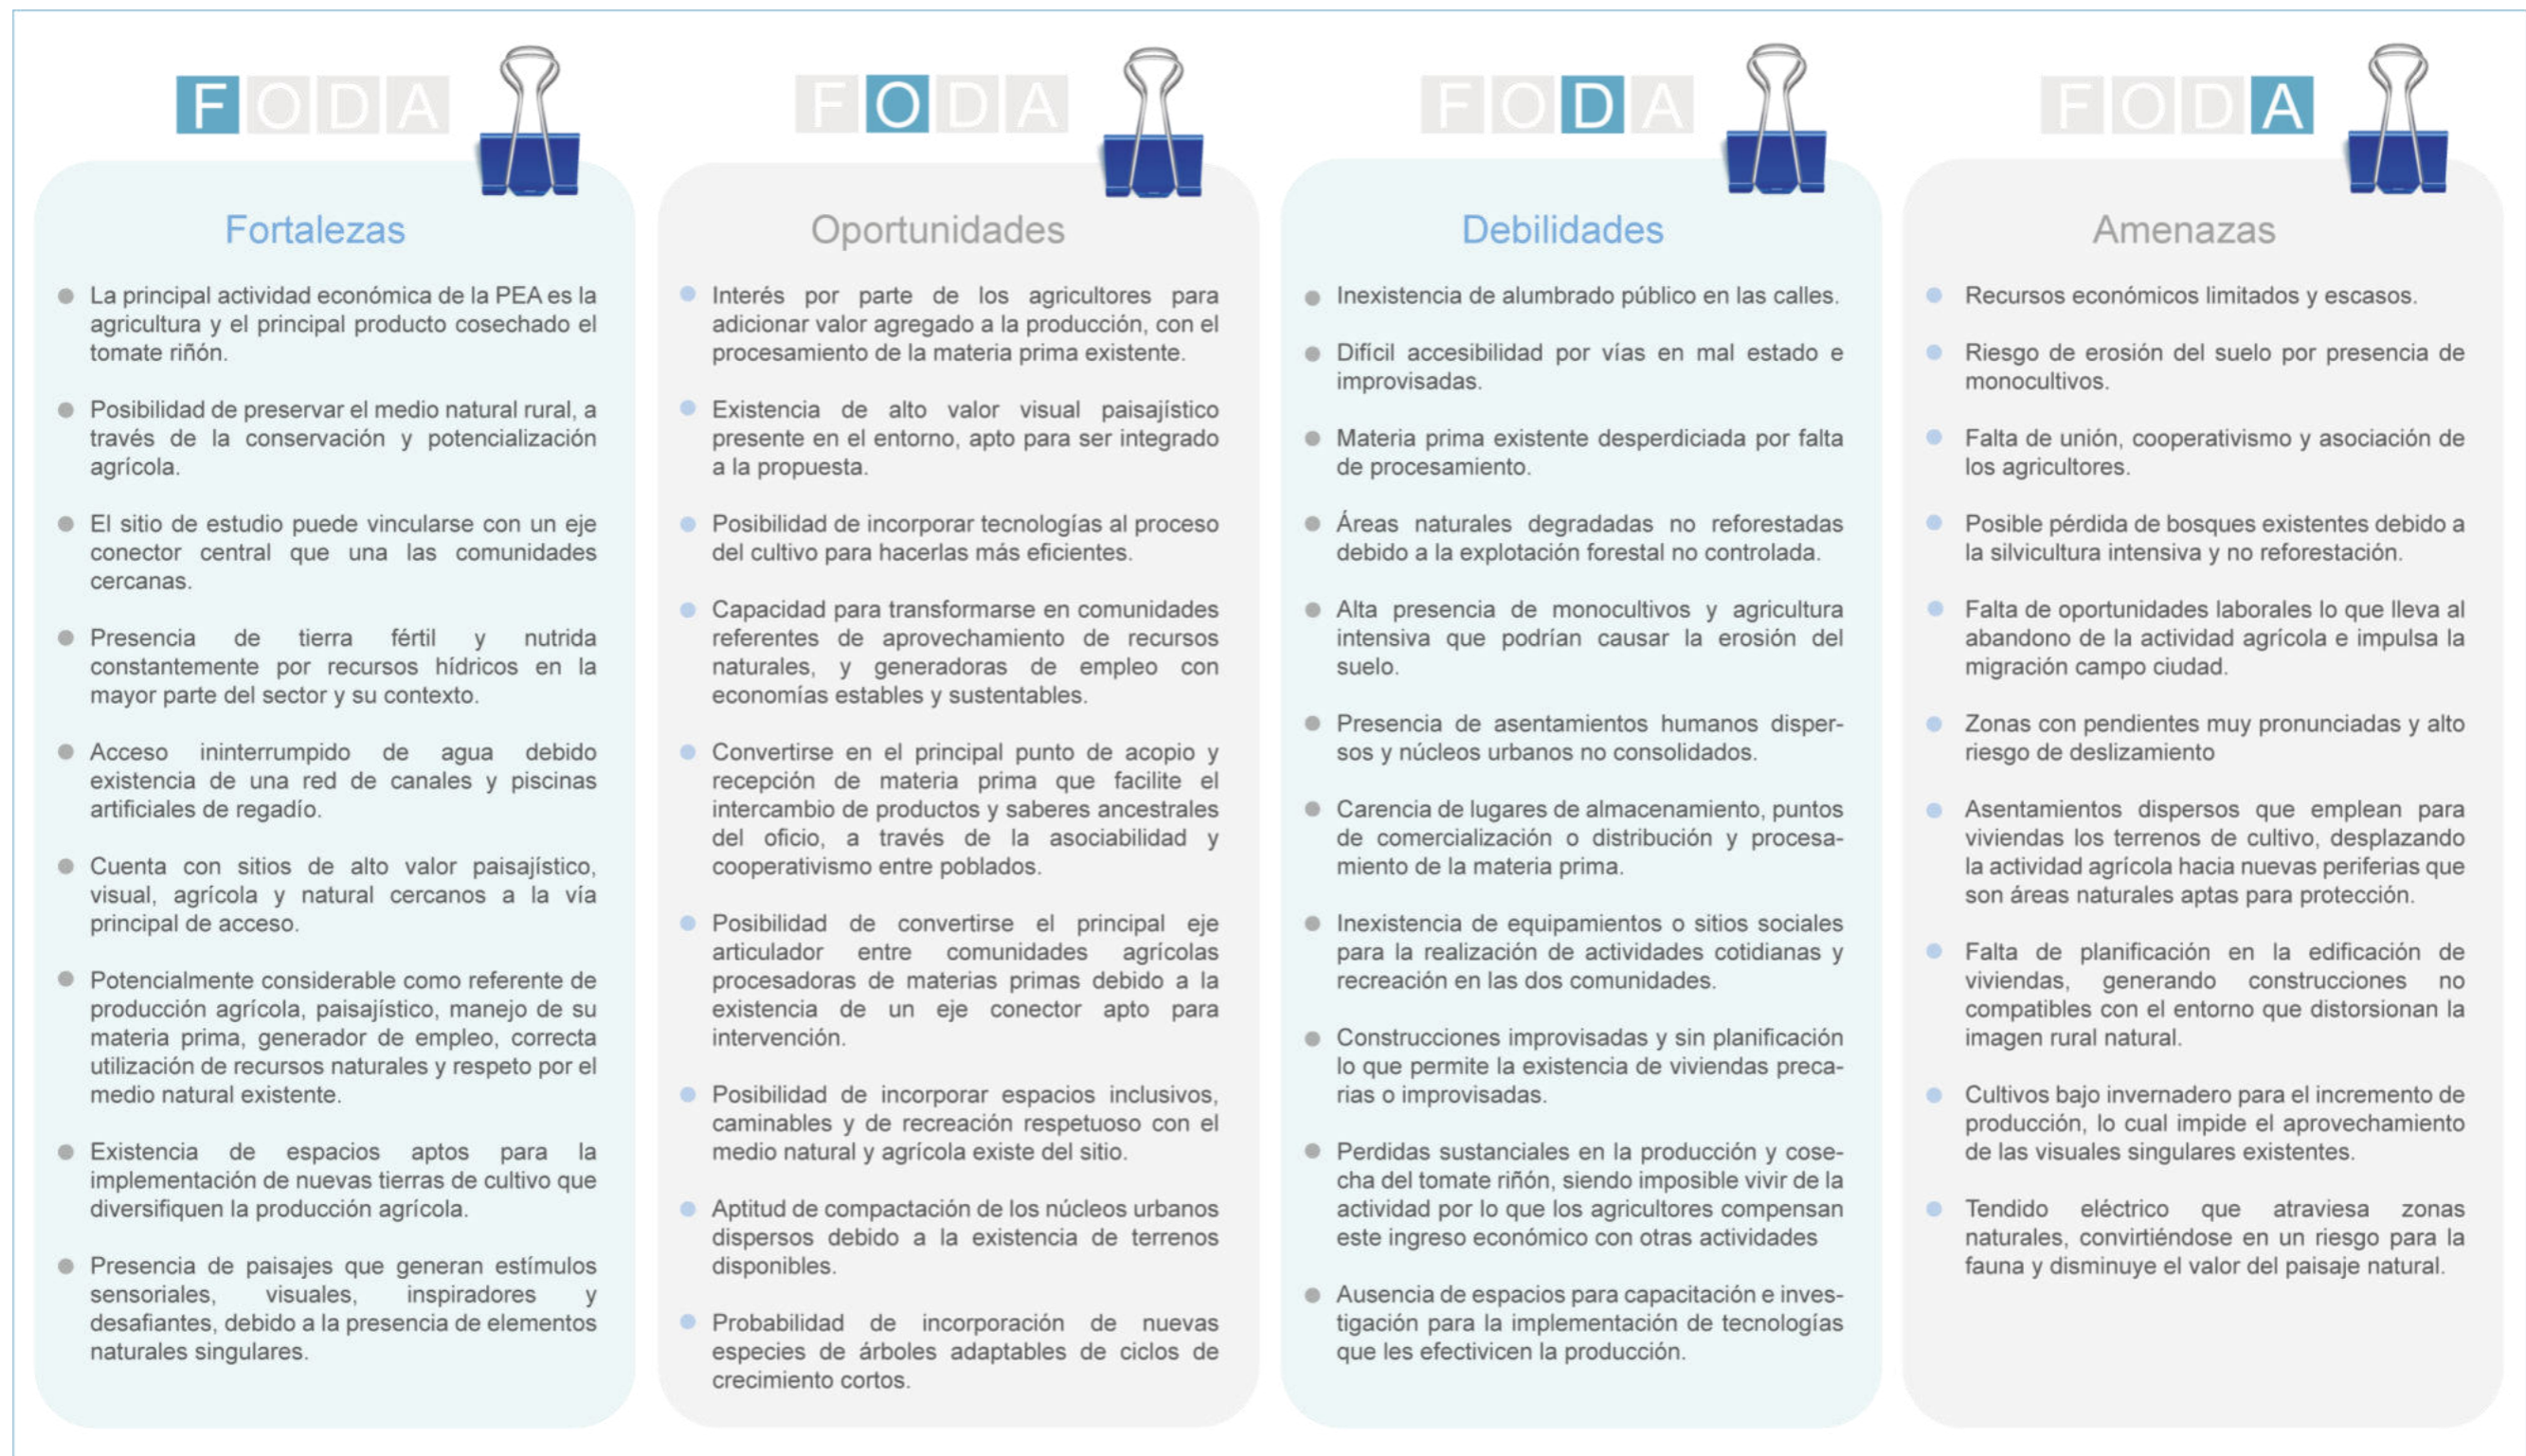 FODA
Fortalezas
La principal actividad económica de la PEA es la
agricultura y el principal producto cosechado el
tomate riñón.
Posibilidad de preservar el medio natural rural, a
través de la conservación y potencialización
agrícola.
El sitio de estudio puede vincularse con un eje
conector central que una las comunidades
cercanas.
Presencia de tierra fértil y nutrida
constantemente por recursos hídricos en la
mayor parte del sector y su contexto.
Acceso ininterrumpido de agua debido
existencia de una red de canales y piscinas
artificiales de regadío.
Cuenta con sitios de alto valor paisajístico,
visual, agrícola y natural cercanos a la vía
principal de acceso.
Potencialmente considerable como referente de
producción agrícola, paisajístico, manejo de su
materia prima, generador de empleo, correcta
utilización de recursos naturales y respeto por el
medio natural existente.
Existencia de espacios aptos para la
implementación de nuevas tierras de cultivo que
diversifiquen la producción agrícola.
Presencia de paisajes que generan estímulos
sensoriales, visuales, inspiradores y
desafiantes, debido a la presencia de elementos
naturales singulares.
FODA
Oportunidades
Interés por parte de los agricultores para
adicionar valor agregado a la producción, con el
procesamiento de la materia prima existente.
Existencia de alto valor visual paisajístico
presente en el entorno, apto para ser integrado
a la propuesta.
Posibilidad de incorporar tecnologías al proceso
del cultivo para hacerlas más eficientes.
Capacidad para transformarse en comunidades
referentes de aprovechamiento de recursos
naturales, y generadoras de empleo con
economías estables y sustentables.
Convertirse en el principal punto de acopio y
recepción de materia prima que facilite el
intercambio de productos y saberes ancestrales
del oficio, a través de la asociabilidad y
cooperativismo entre poblados.
Posibilidad de convertirse el principal eje
articulador entre comunidades agrícolas
procesadoras de materias primas debido a la
existencia de un eje conector apto para
intervención.
Posibilidad de incorporar espacios inclusivos,
caminables y de recreación respetuoso con el
medio natural y agrícola existe del sitio.
Aptitud de compactación de los núcleos urbanos
dispersos debido a la existencia de terrenos
disponibles.
Probabilidad de incorporación de nuevas
especies de árboles adaptables de ciclos de
crecimiento cortos.
FODA
Debilidades
Inexistencia de alumbrado público en las calles.
Difícil accesibilidad por vías en mal estado e
improvisadas.
Materia prima existente desperdiciada por falta
de procesamiento.
Áreas naturales degradadas no reforestadas
debido a la explotación forestal no controlada.
Alta presencia de monocultivos y agricultura
intensiva que podrían causar la erosión del
suelo.
Presencia de asentamientos humanos disper-
sos y núcleos urbanos no consolidados.
Carencia de lugares de almacenamiento, puntos
de comercialización o distribución y procesa-
miento de la materia prima.
Inexistencia de equipamientos o sitios sociales
para la realización de actividades cotidianas y
recreación en las dos comunidades.
Construcciones improvisadas y sin planificación
lo que permite la existencia de viviendas preca-
rias o improvisadas.
Perdidas sustanciales en la producción y cose-
cha del tomate riñón, siendo imposible vivir de la
actividad por lo que los agricultores compensan
este ingreso económico con otras actividades
Ausencia de espacios para capacitación e inves-
tigación para la implementación de tecnologías
que les efectivicen la producción.
FODA
Amenazas
Recursos económicos limitados y escasos.
Riesgo de erosión del suelo por presencia de
monocultivos.
Falta de unión, cooperativismo y asociación de
los agricultores.
Posible pérdida de bosques existentes debido a
la silvicultura intensiva y no reforestación.
Falta de oportunidades laborales lo que lleva al
abandono de la actividad agrícola e impulsa la
migración campo ciudad.
Zonas con pendientes muy pronunciadas y alto
riesgo de deslizamiento
Asentamientos dispersos que emplean para
viviendas los terrenos de cultivo, desplazando
la actividad agrícola hacia nuevas periferias que
son áreas naturales aptas para protección.
Falta de planificación en la edificación de
viviendas, generando construcciones no
compatibles con el entorno que distorsionan la
imagen rural natural.
Cultivos bajo invernadero para el incremento de
producción, lo cual impide el aprovechamiento
de las visuales singulares existentes.
Tendido eléctrico que atraviesa zonas
naturales, convirtiéndose en un riesgo para la
fauna y disminuye el valor del paisaje natural.